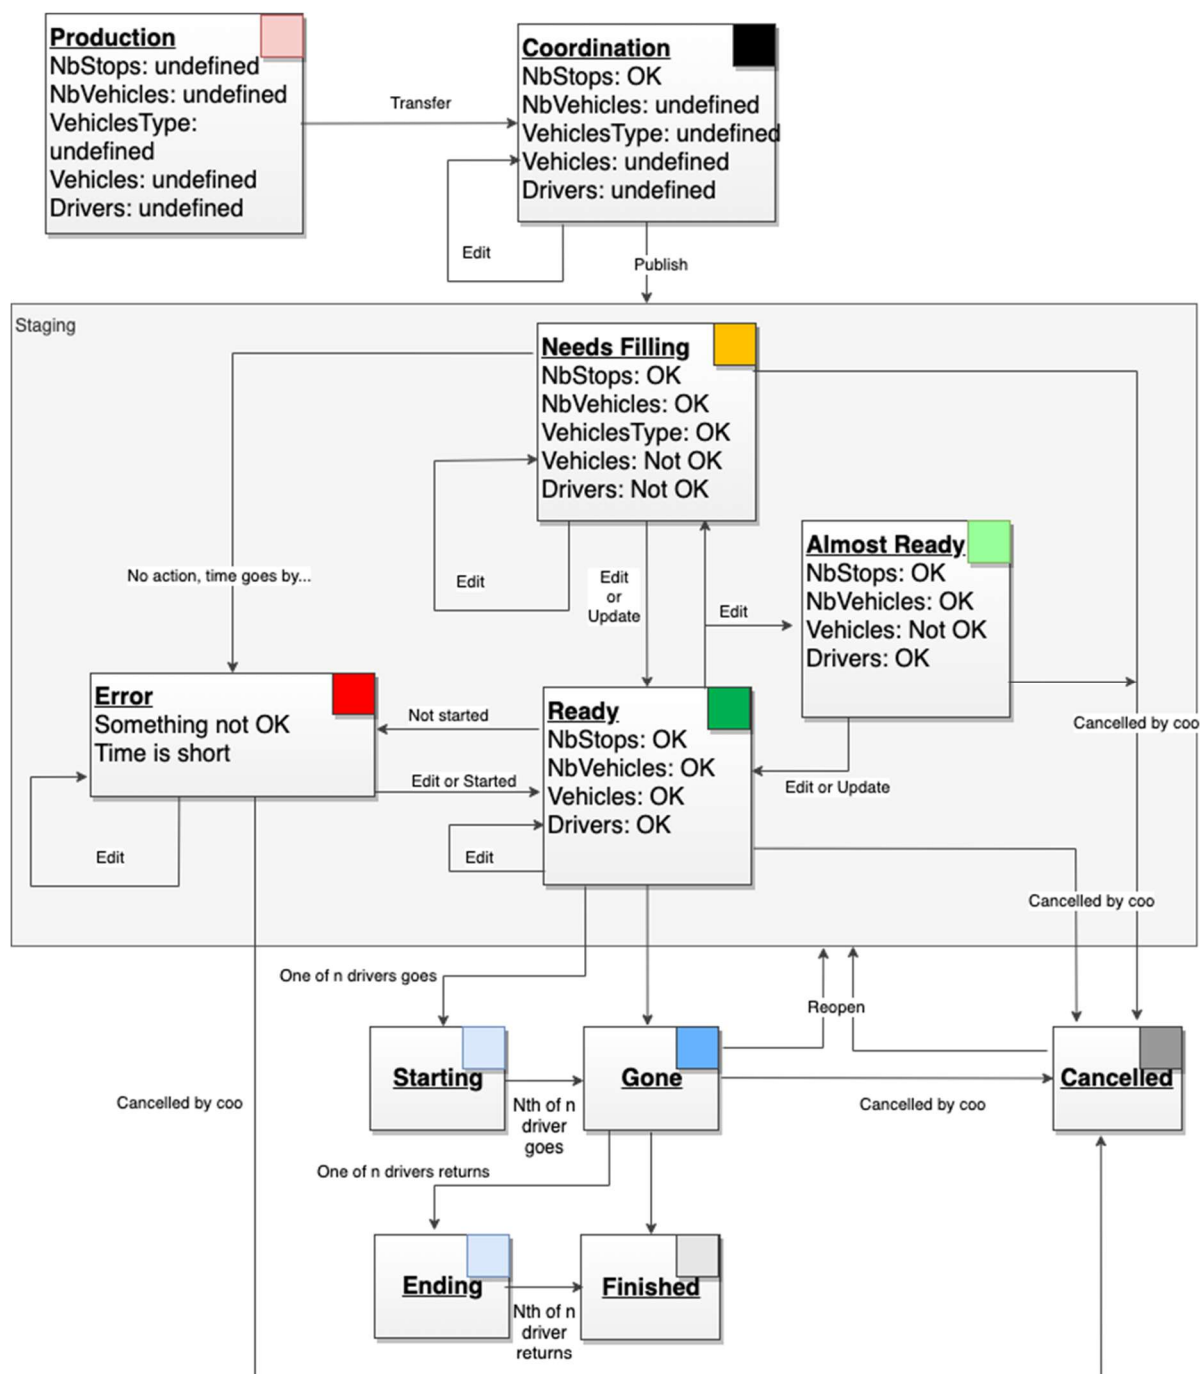 Production
NbStops: undefined
NbVehicles: undefined
VehiclesType:
undefined
Vehicles: undefined
Drivers: undefined
Transfer
Coordination
NbStops: OK
NbVehicles: undefined
VehiclesType: undefined
Vehicles: undefined
Drivers: undefined
Edit
Publish
Staging
Needs Filling
NbStops: OK
NbVehicles: OK
VehiclesType: OK
Vehicles: Not OK
Drivers: Not OK
No action, time goes by...
Edit
Edit
or
Update
Edit
Almost Ready
NbStops: OK
NbVehicles: OK
Vehicles: Not OK
Drivers: OK
Error
Something not OK
Time is short
Edit
Not started
Edit or Started
Ready
NbStops: OK
NbVehicles: OK
Vehicles: OK
Drivers: OK
Edit
Edit or Update
Cancelled by coo
Cancelled by coo
One of n drivers goes
Reopen
Starting
Nth of n
driver
goes
Gone
Cancelled by coo
Cancelled
Cancelled by coo
One of n drivers returns
Ending
Nth of n
driver
returns
Finished